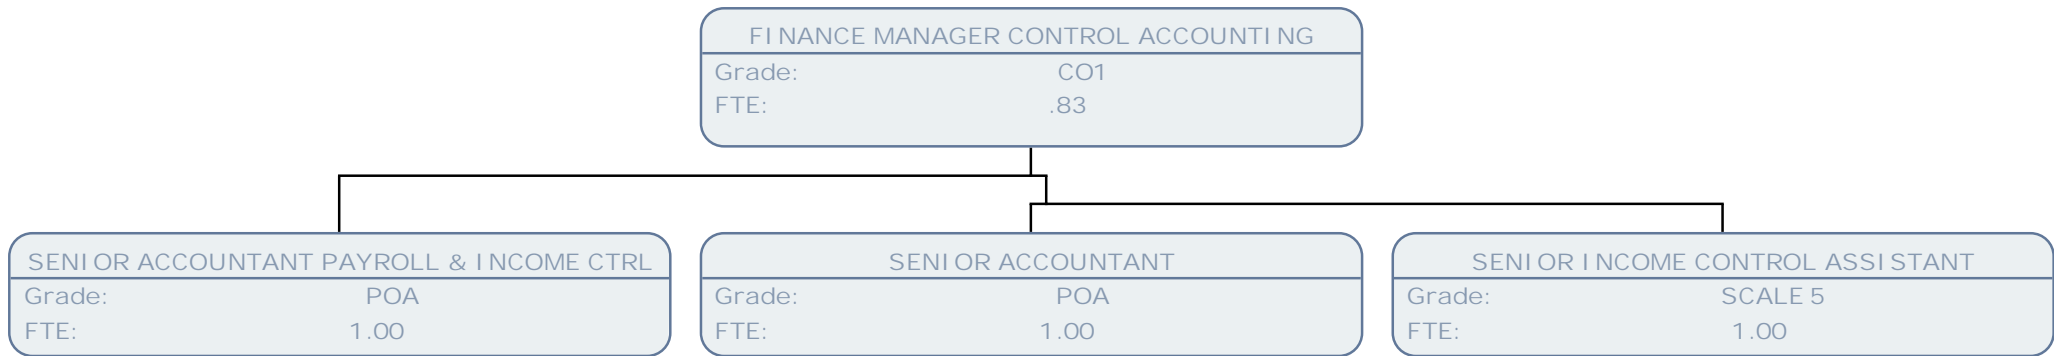 FINANCE MANAGER CONTROL ACCOUNTING
Grade: CO1
FTE: .83
SENIOR ACCOUNTANT PAYROLL & INCOME CTRL
Grade: POA
FTE: 1.00
SENIOR ACCOUNTANT
Grade: POA
FTE: 1.00
SENIOR INCOME CONTROL ASSISTANT
Grade: SCALE 5
FTE: 1.00